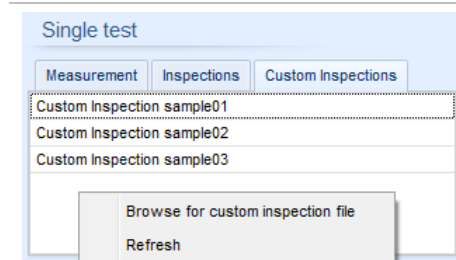 Single test
Measurement Inspections Custom Inspections
Custom Inspection sample01
Custom Inspection sample02
Custom Inspection sample03
Browse for custom inspection file
Refresh